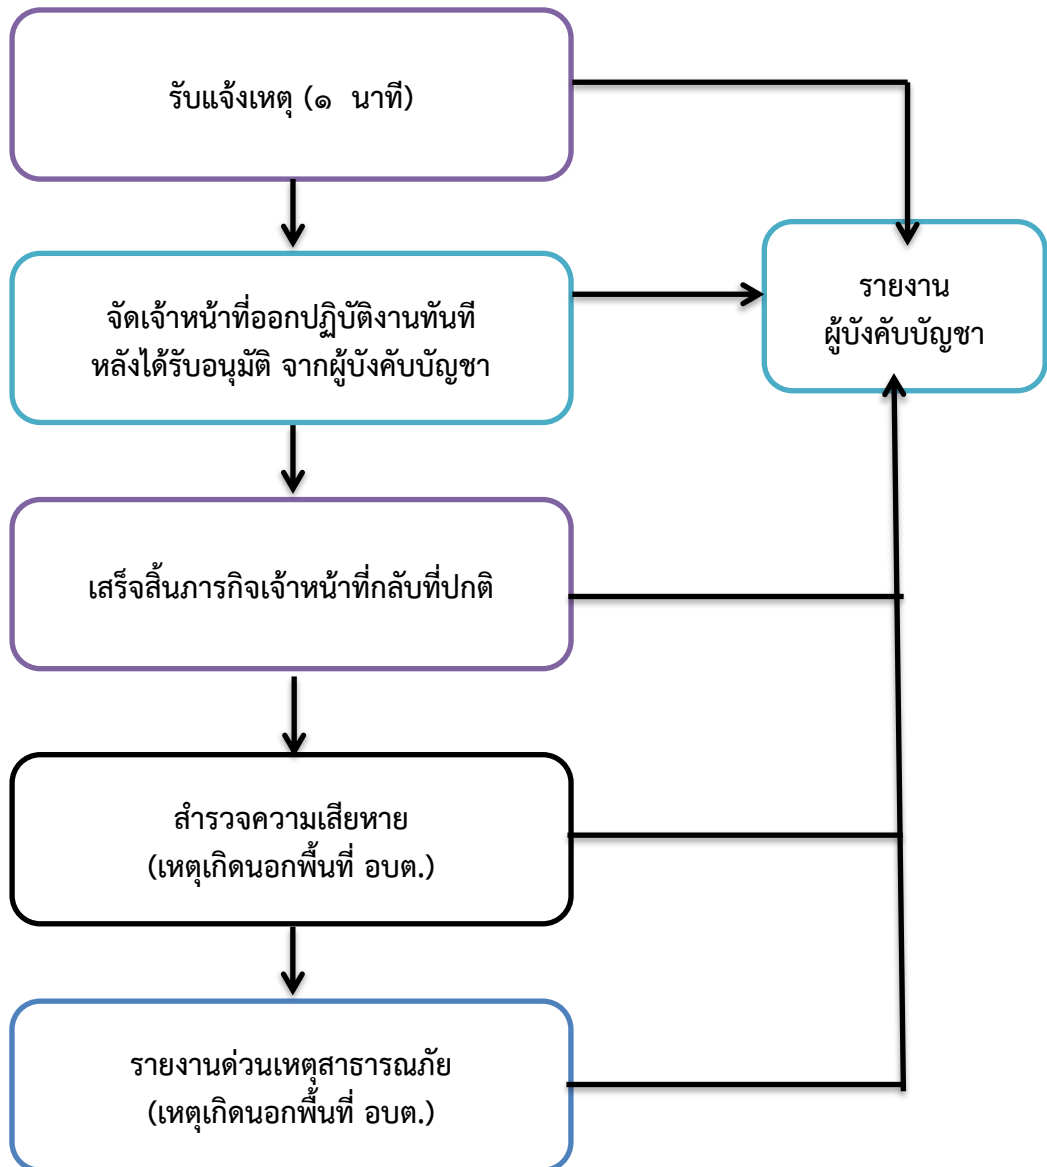 รับแจ้งเหตุ (๑ นาที)
จัดเจ้าหน้าที่ออกปฏิบัติงานทันที
หลังได้รับอนุมัติ จากผู้บังคับบัญชา
รายงาน
ผู้บังคับบัญชา
เสร็จสิ้นภารกิจเจ้าหน้าที่กลับที่ปกติ
สำรวจความเสียหาย
(เหตุเกิดนอกพื้นที่ อบต.)
รายงานด่วนเหตุสาธารณภัย
(เหตุเกิดนอกพื้นที่ อบต.)